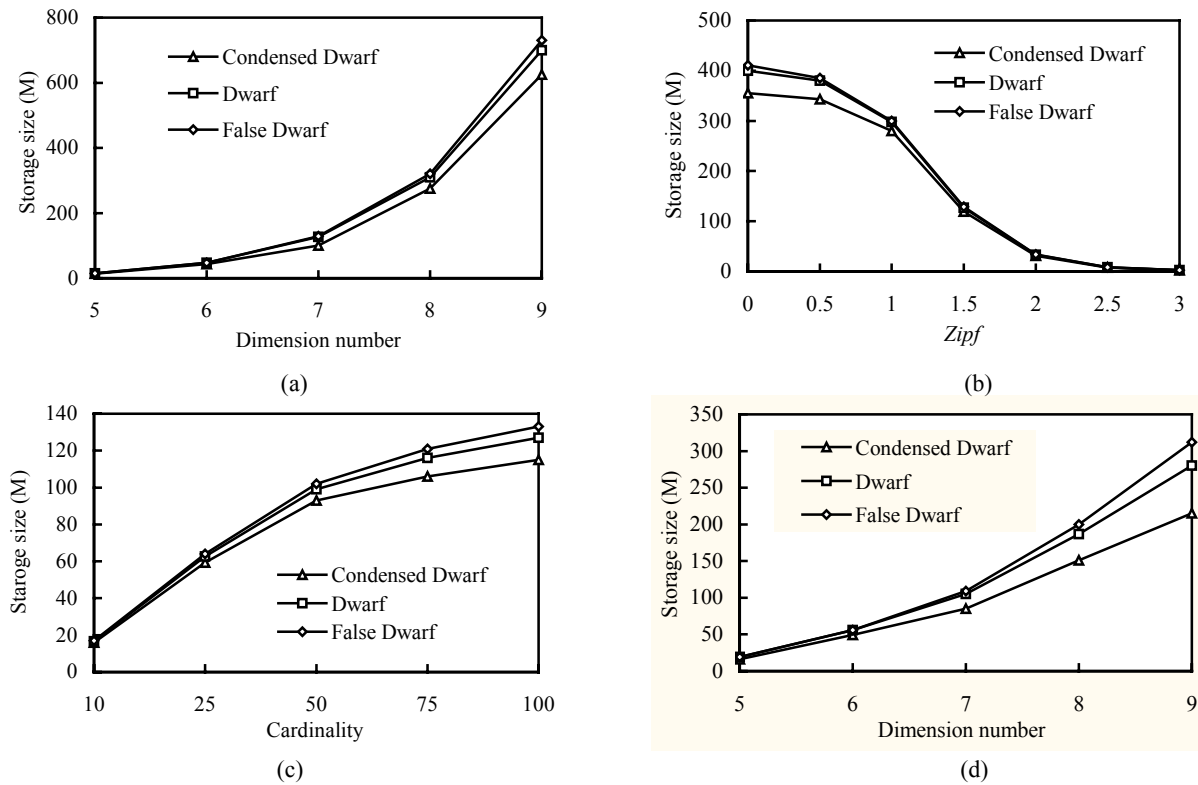 800
600
400
200
0
Storage size (M)
Condensed Dwarf
Dwarf
False Dwarf
5 6 7 8 9
Dimension number
(a)
500
400
300
200
100
0
Storage size (M)
Condensed Dwarf
Dwarf
False Dwarf
0 0.5 1 1.5 2 2.5 3
Zipf
(b)
140
120
100
80
60
40
20
0
Staroge size (M)
Condensed Dwarf
Dwarf
False Dwarf
10 25 50 75 100
Cardinality
(c)
350
300
250
200
150
100
50
0
Storage size (M)
Condensed Dwarf
Dwarf
False Dwarf
5 6 7 8 9
Dimension number
(d)